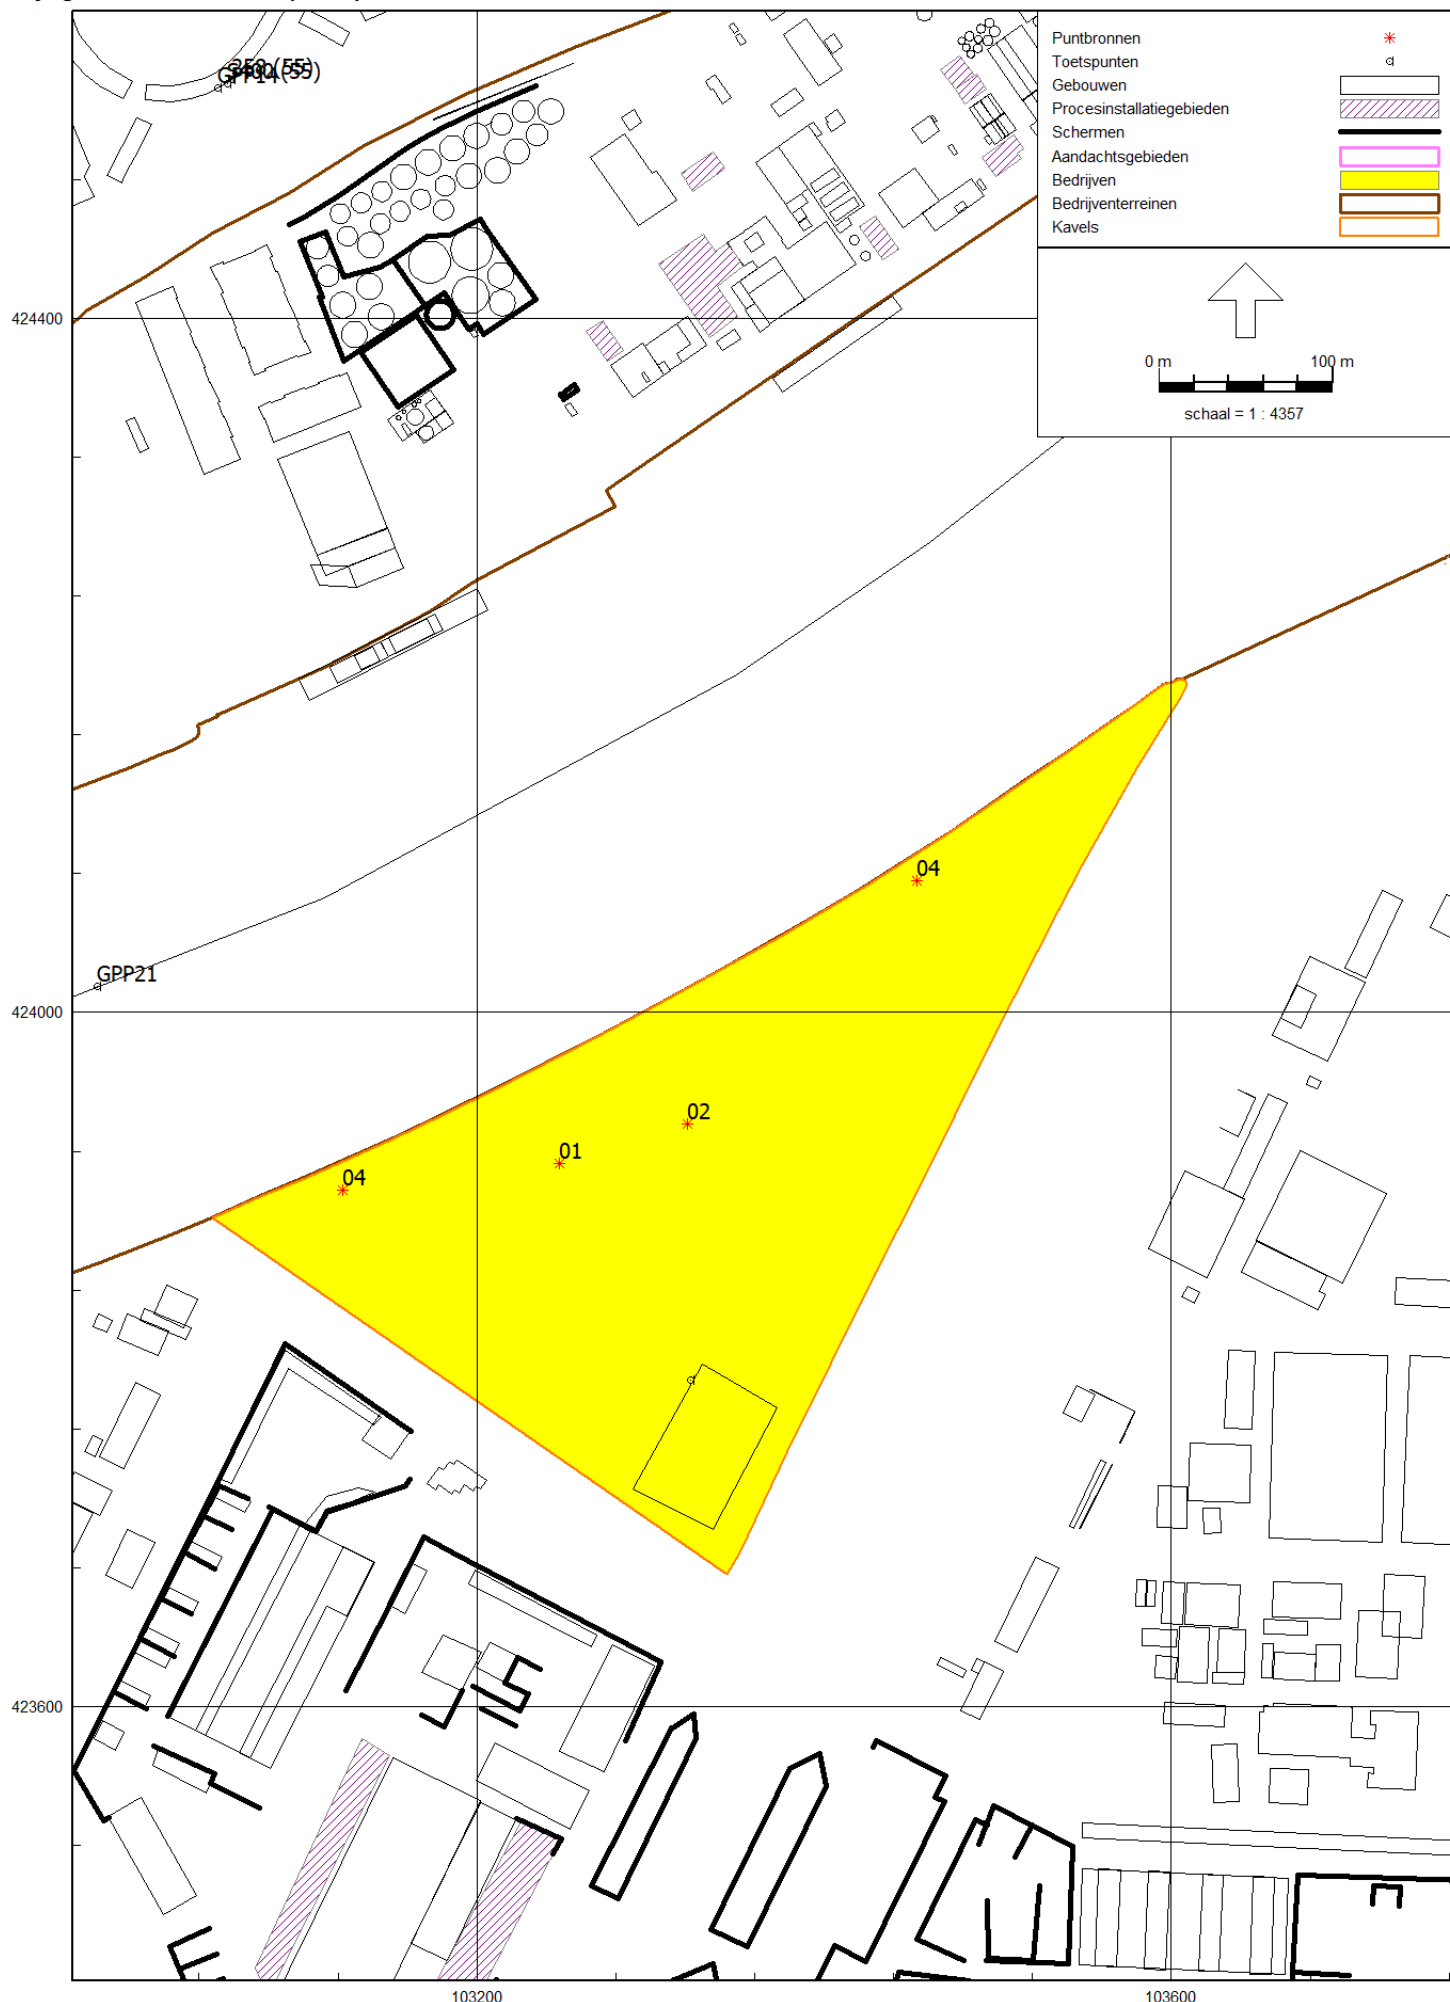 Puntbronnen
Toetspunten
Gebouwen
Procesinstallatiegebieden
Schermen
Aandachtsgebieden
Bedrijven
Bedrijventerreinen
Kavels
0 m 100 m
schaal = 1 : 4357
424400
04
GPP21
424000
02
01
04
423600
103200 103600